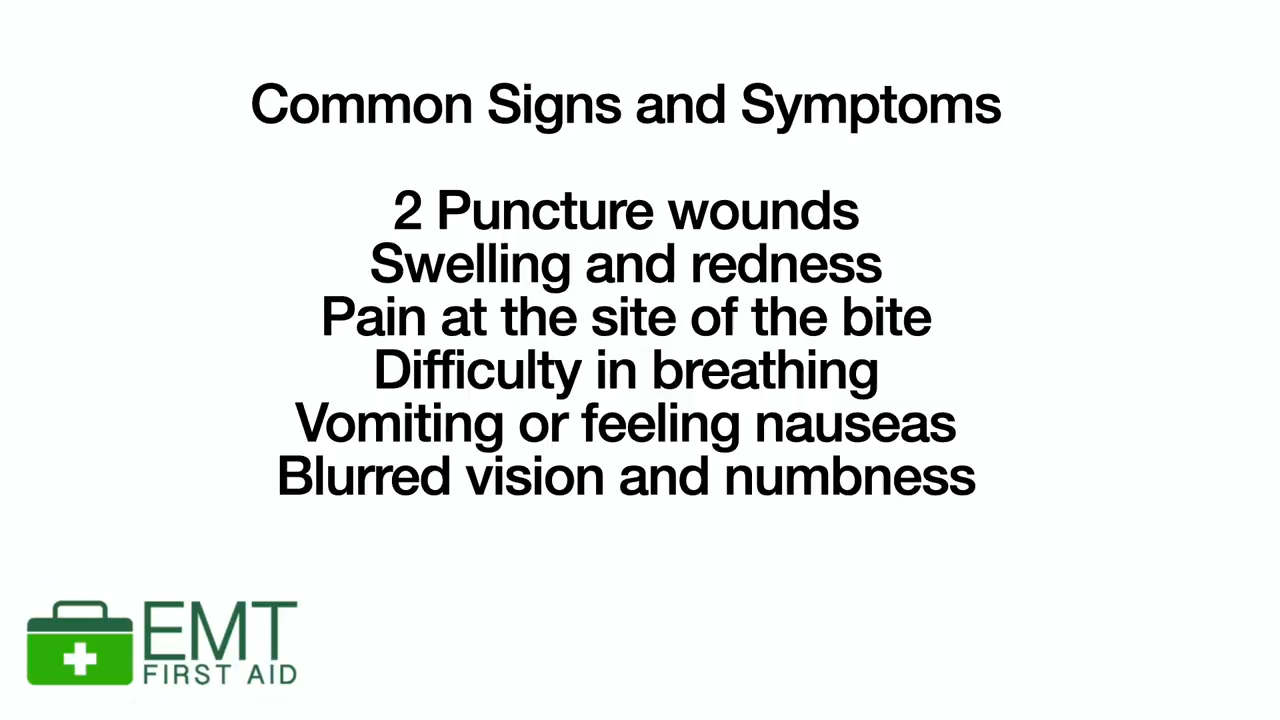 Common Signs and Symptoms
2 Puncture wounds
Swelling and redness
Pain at the site of the bite
Difficulty in breathing
Vomiting or feeling nauseas
Blurred vision and numbness
EMT
FIRST AID